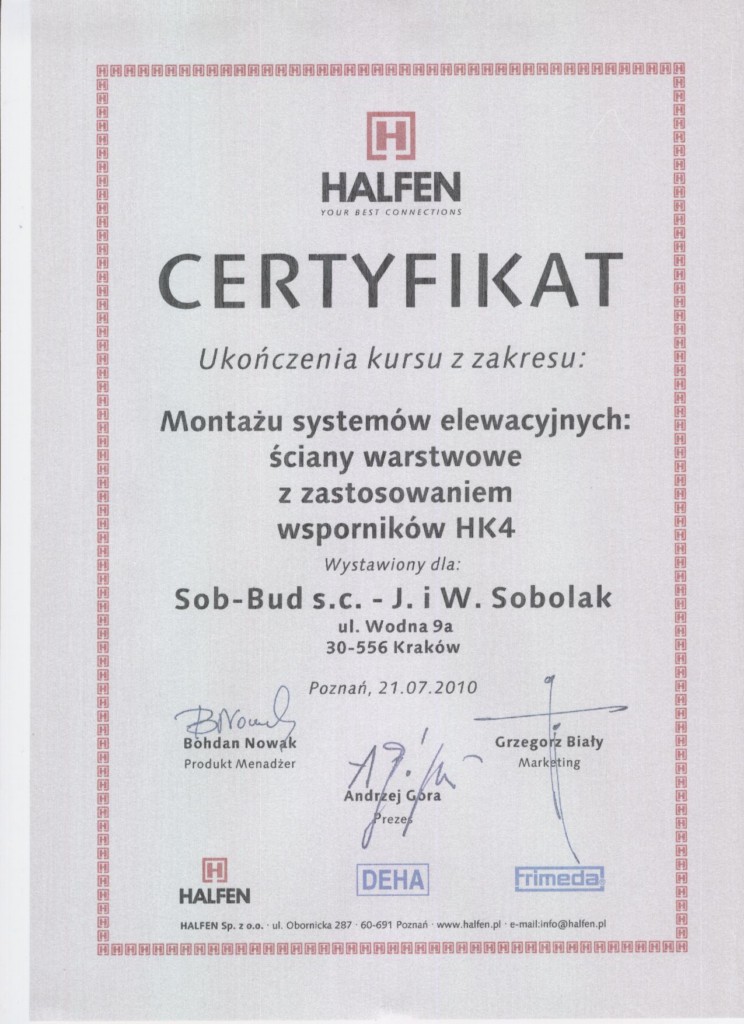 HALFEN
YOUR BEST CONNECTIONS
CERTYFIKAT
Ukończenia kursu z zakresu:
Montażu systemów elewacyjnych:
ściany warstwowe
z zastosowaniem
wsporników HK4
Wystawiony dla:
Sob-Bud s.c. - J. i W. Sobolak
ul. Wodna 9a
30-556 Kraków
Poznań, 21.07.2010
BNowak
Bohdan Nowak
Produkt Menadżer
Grzegorz Biały
Marketing
Andrzej Góra
Prezes
HALFEN
DEHA
Frimeda
HALFEN Sp. z o.o. · ul. Obornicka 287 · 60-691 Poznań · www.halfen.pl · e-mail:info@halfen.pl